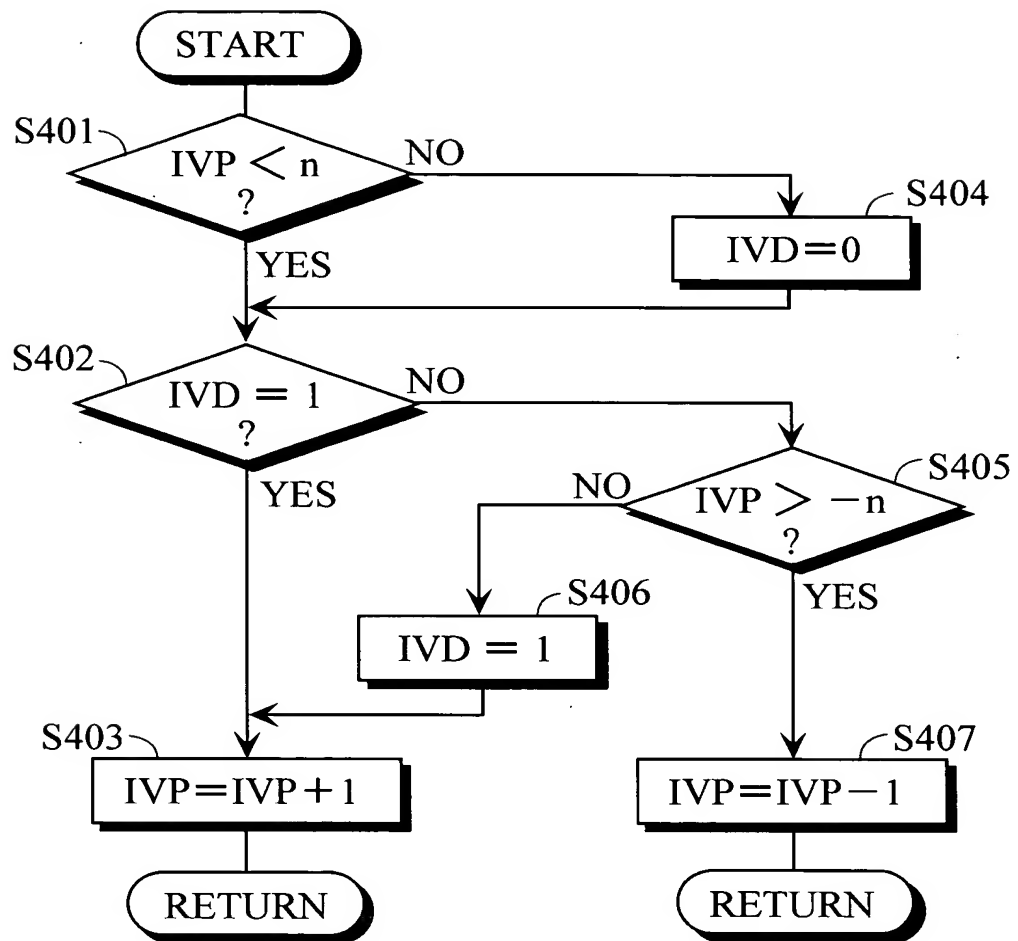 START
S401
IVP < n
?
NO
YES
S404
IVD=0
S402
IVD = 1
?
NO
YES
S405
IVP > -n
?
NO
YES
S406
IVD = 1
S403
IVP=IVP+1
S407
IVP=IVP-1
RETURN
RETURN